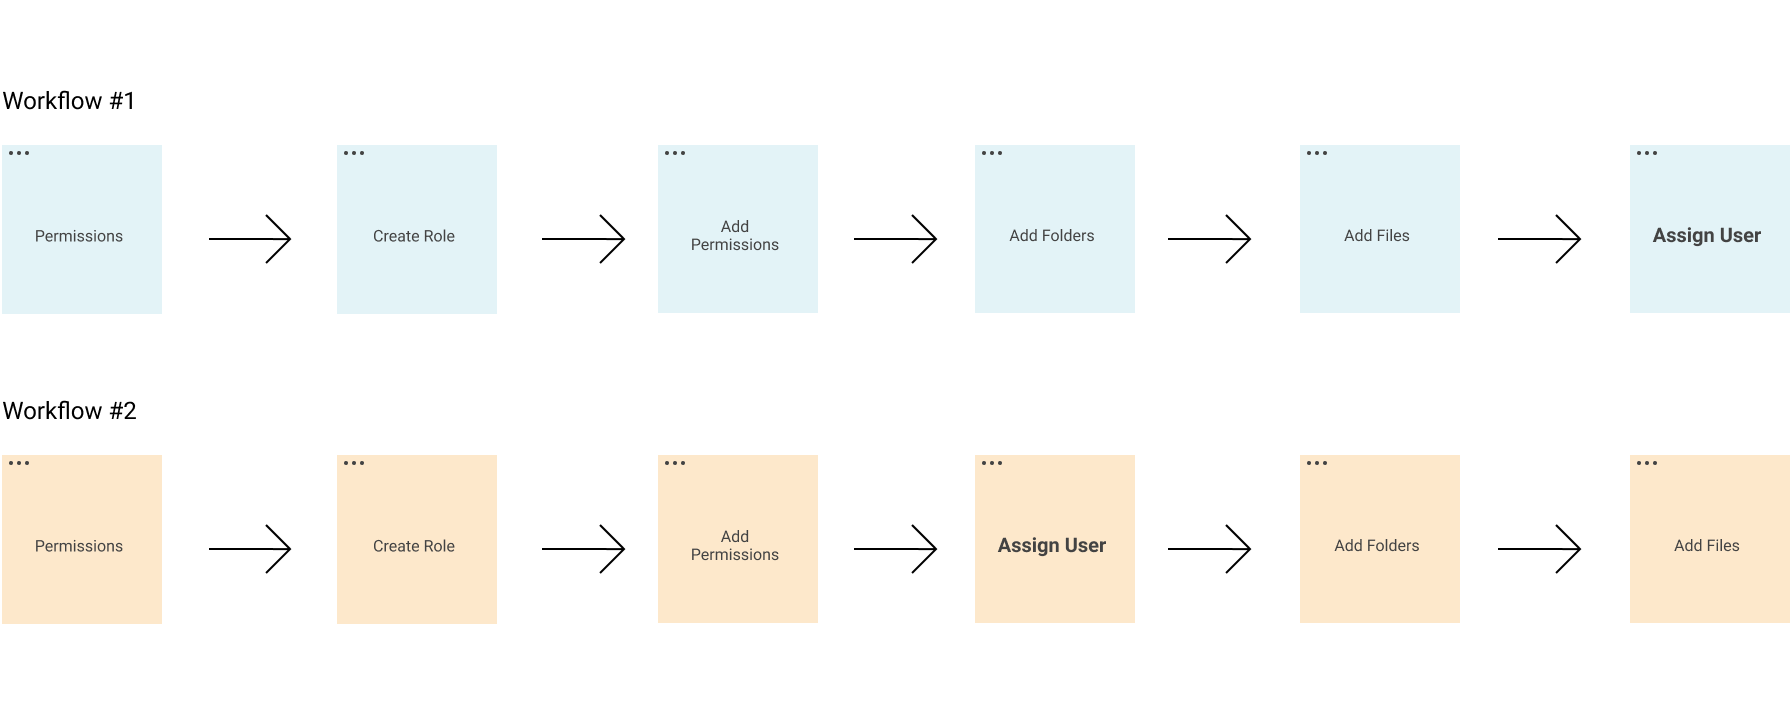 Workflow #1
Permissions
Create Role
Add
Permissions
Add Folders
Add Files
Assign User
Workflow #2
Permissions
Create Role
Add
Permissions
Assign User
Add Folders
Add Files